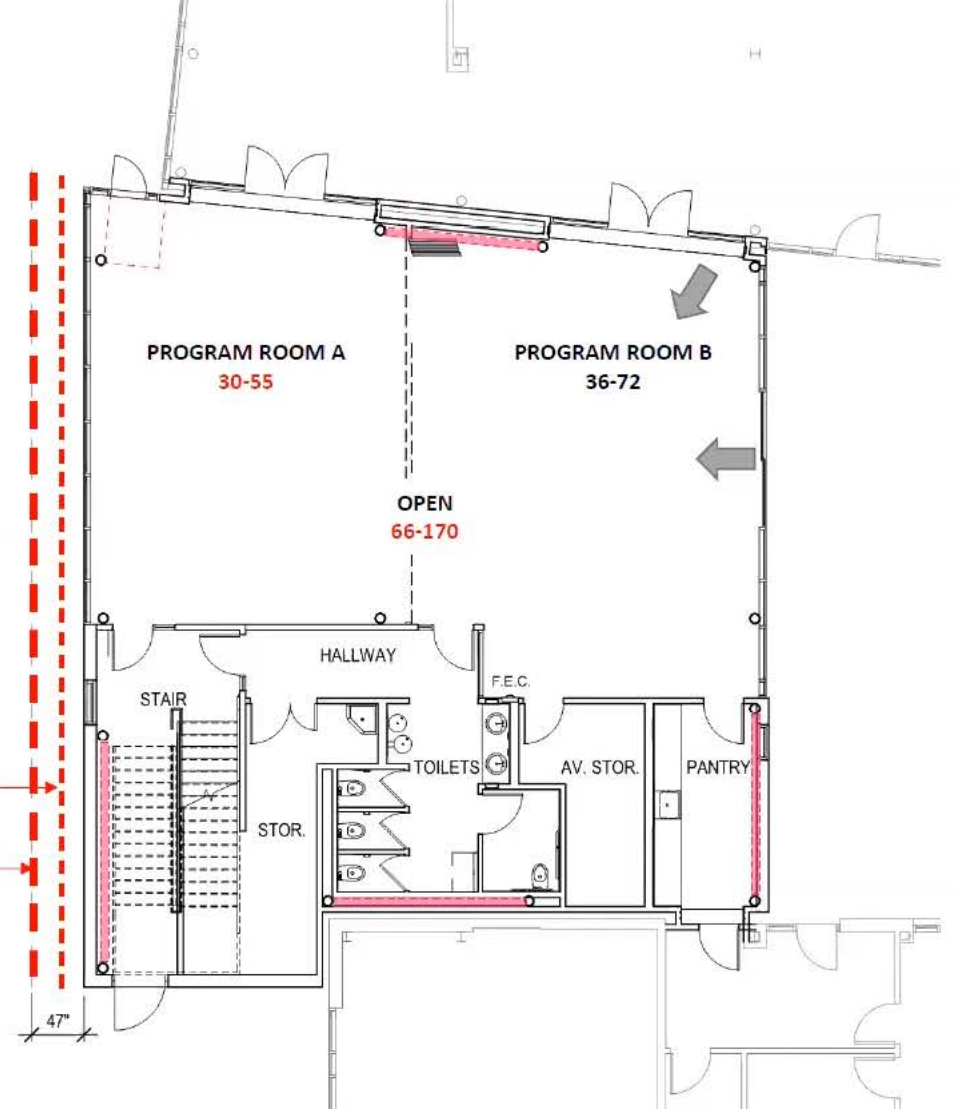 PROGRAM ROOM A
30-55
PROGRAM ROOM B
36-72
OPEN
66-170
HALLWAY
F.E.C.
STAIR
TOILETS
AV. STOR.
PANTRY
STOR.
47"